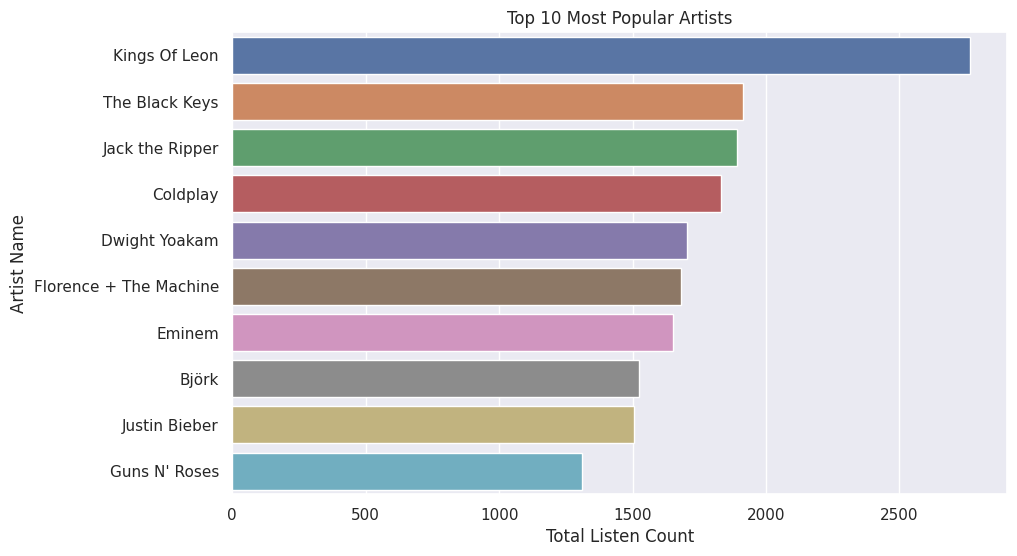 Top 10 Most Popular Artists
Artist Name
Kings Of Leon
The Black Keys
Jack the Ripper
Coldplay
Dwight Yoakam
Florence + The Machine
Eminem
Björk
Justin Bieber
Guns N' Roses
0 500 1000 1500 2000 2500
Total Listen Count